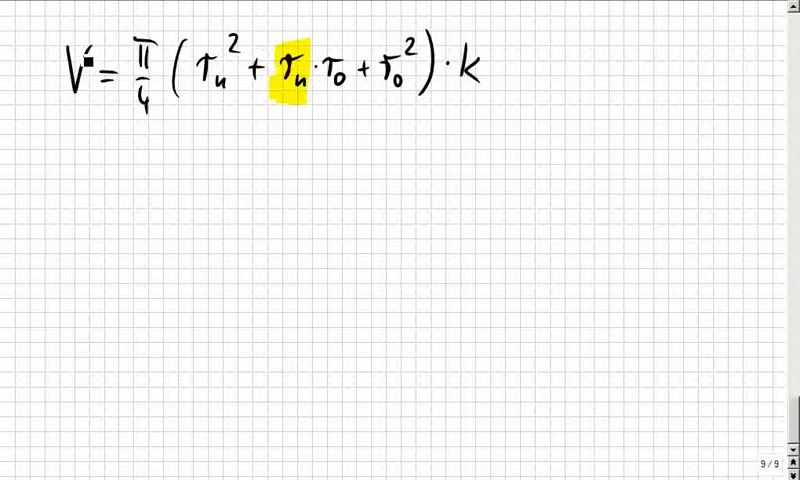 V = π/4 (r_u² + r_u · r_o + r_o²) · k
9 / 9